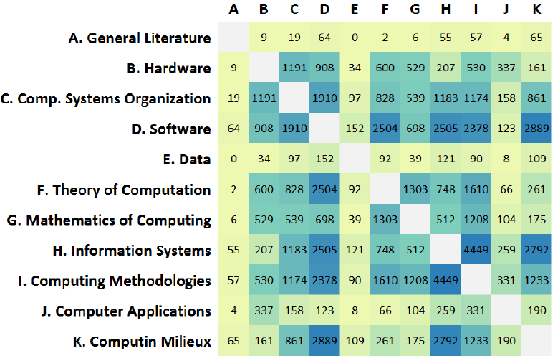 A B C D E F G H I J K
A. General Literature 9 19 64 0 2 6 55 57 4 65
B. Hardware 9 1191 908 34 600 529 207 530 337 161
C. Comp. Systems Organization 19 1191 1910 97 828 539 1183 1174 158 861
D. Software 64 908 1910 152 2504 698 2505 2378 123 2889
E. Data 0 34 97 152 92 39 121 90 8 109
F. Theory of Computation 2 600 828 2504 92 1303 748 1610 66 261
G. Mathematics of Computing 6 529 539 698 39 1303 512 1208 104 175
H. Information Systems 55 207 1183 2505 121 748 512 4449 259 2792
I. Computing Methodologies 57 530 1174 2378 90 1610 1208 4449 331 1233
J. Computer Applications 4 337 158 123 8 66 104 259 331 190
K. Computin Milieux 65 161 861 2889 109 261 175 2792 1233 190